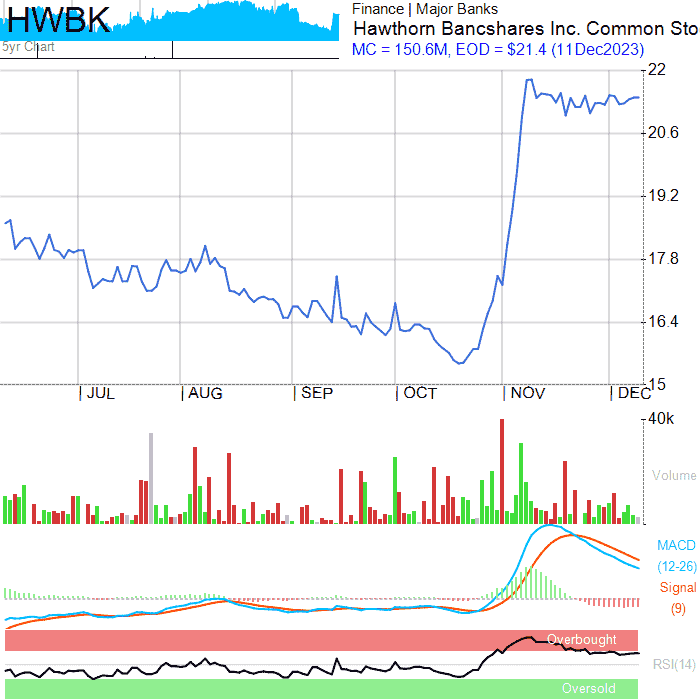 HWBK
5yr Chart
Finance | Major Banks
Hawthorn Bancshares Inc. Common Sto
MC = 150.6M, EOD = $21.4 (11Dec2023)
22
20.6
19.2
17.8
16.4
15
| JUL | AUG | SEP | OCT | NOV | DEC
40k
Volume
MACD
(12-26)
Signal
(9)
Overbought
RSI(14)
Oversold